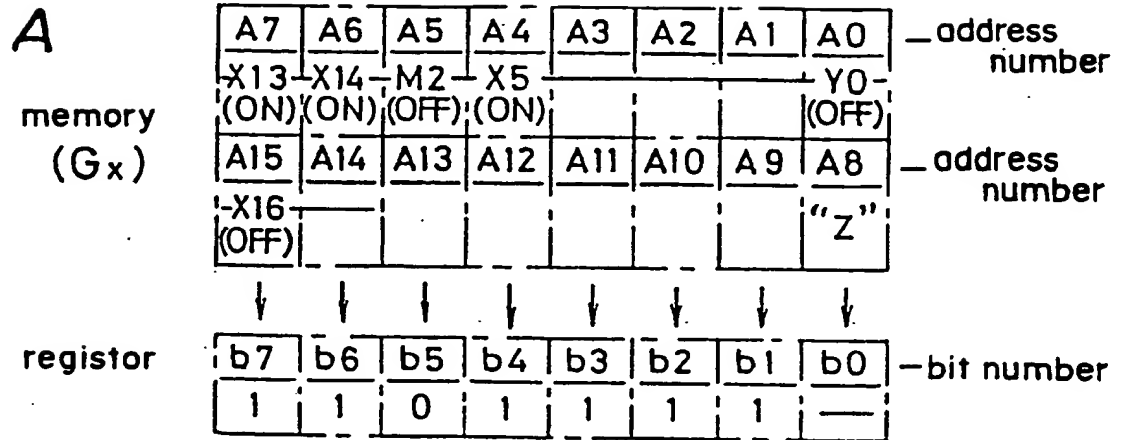 A
A7 A6 A5 A4 A3 A2 A1 A0 address number
X13 X14 M2 X5 Y0
(ON) (ON) (OFF) (ON) (OFF)
memory (Gx)
A15 A14 A13 A12 A11 A10 A9 A8 address number
X16 "Z"
(OFF)
registor b7 b6 b5 b4 b3 b2 b1 b0 bit number
1 1 0 1 1 1 1 —